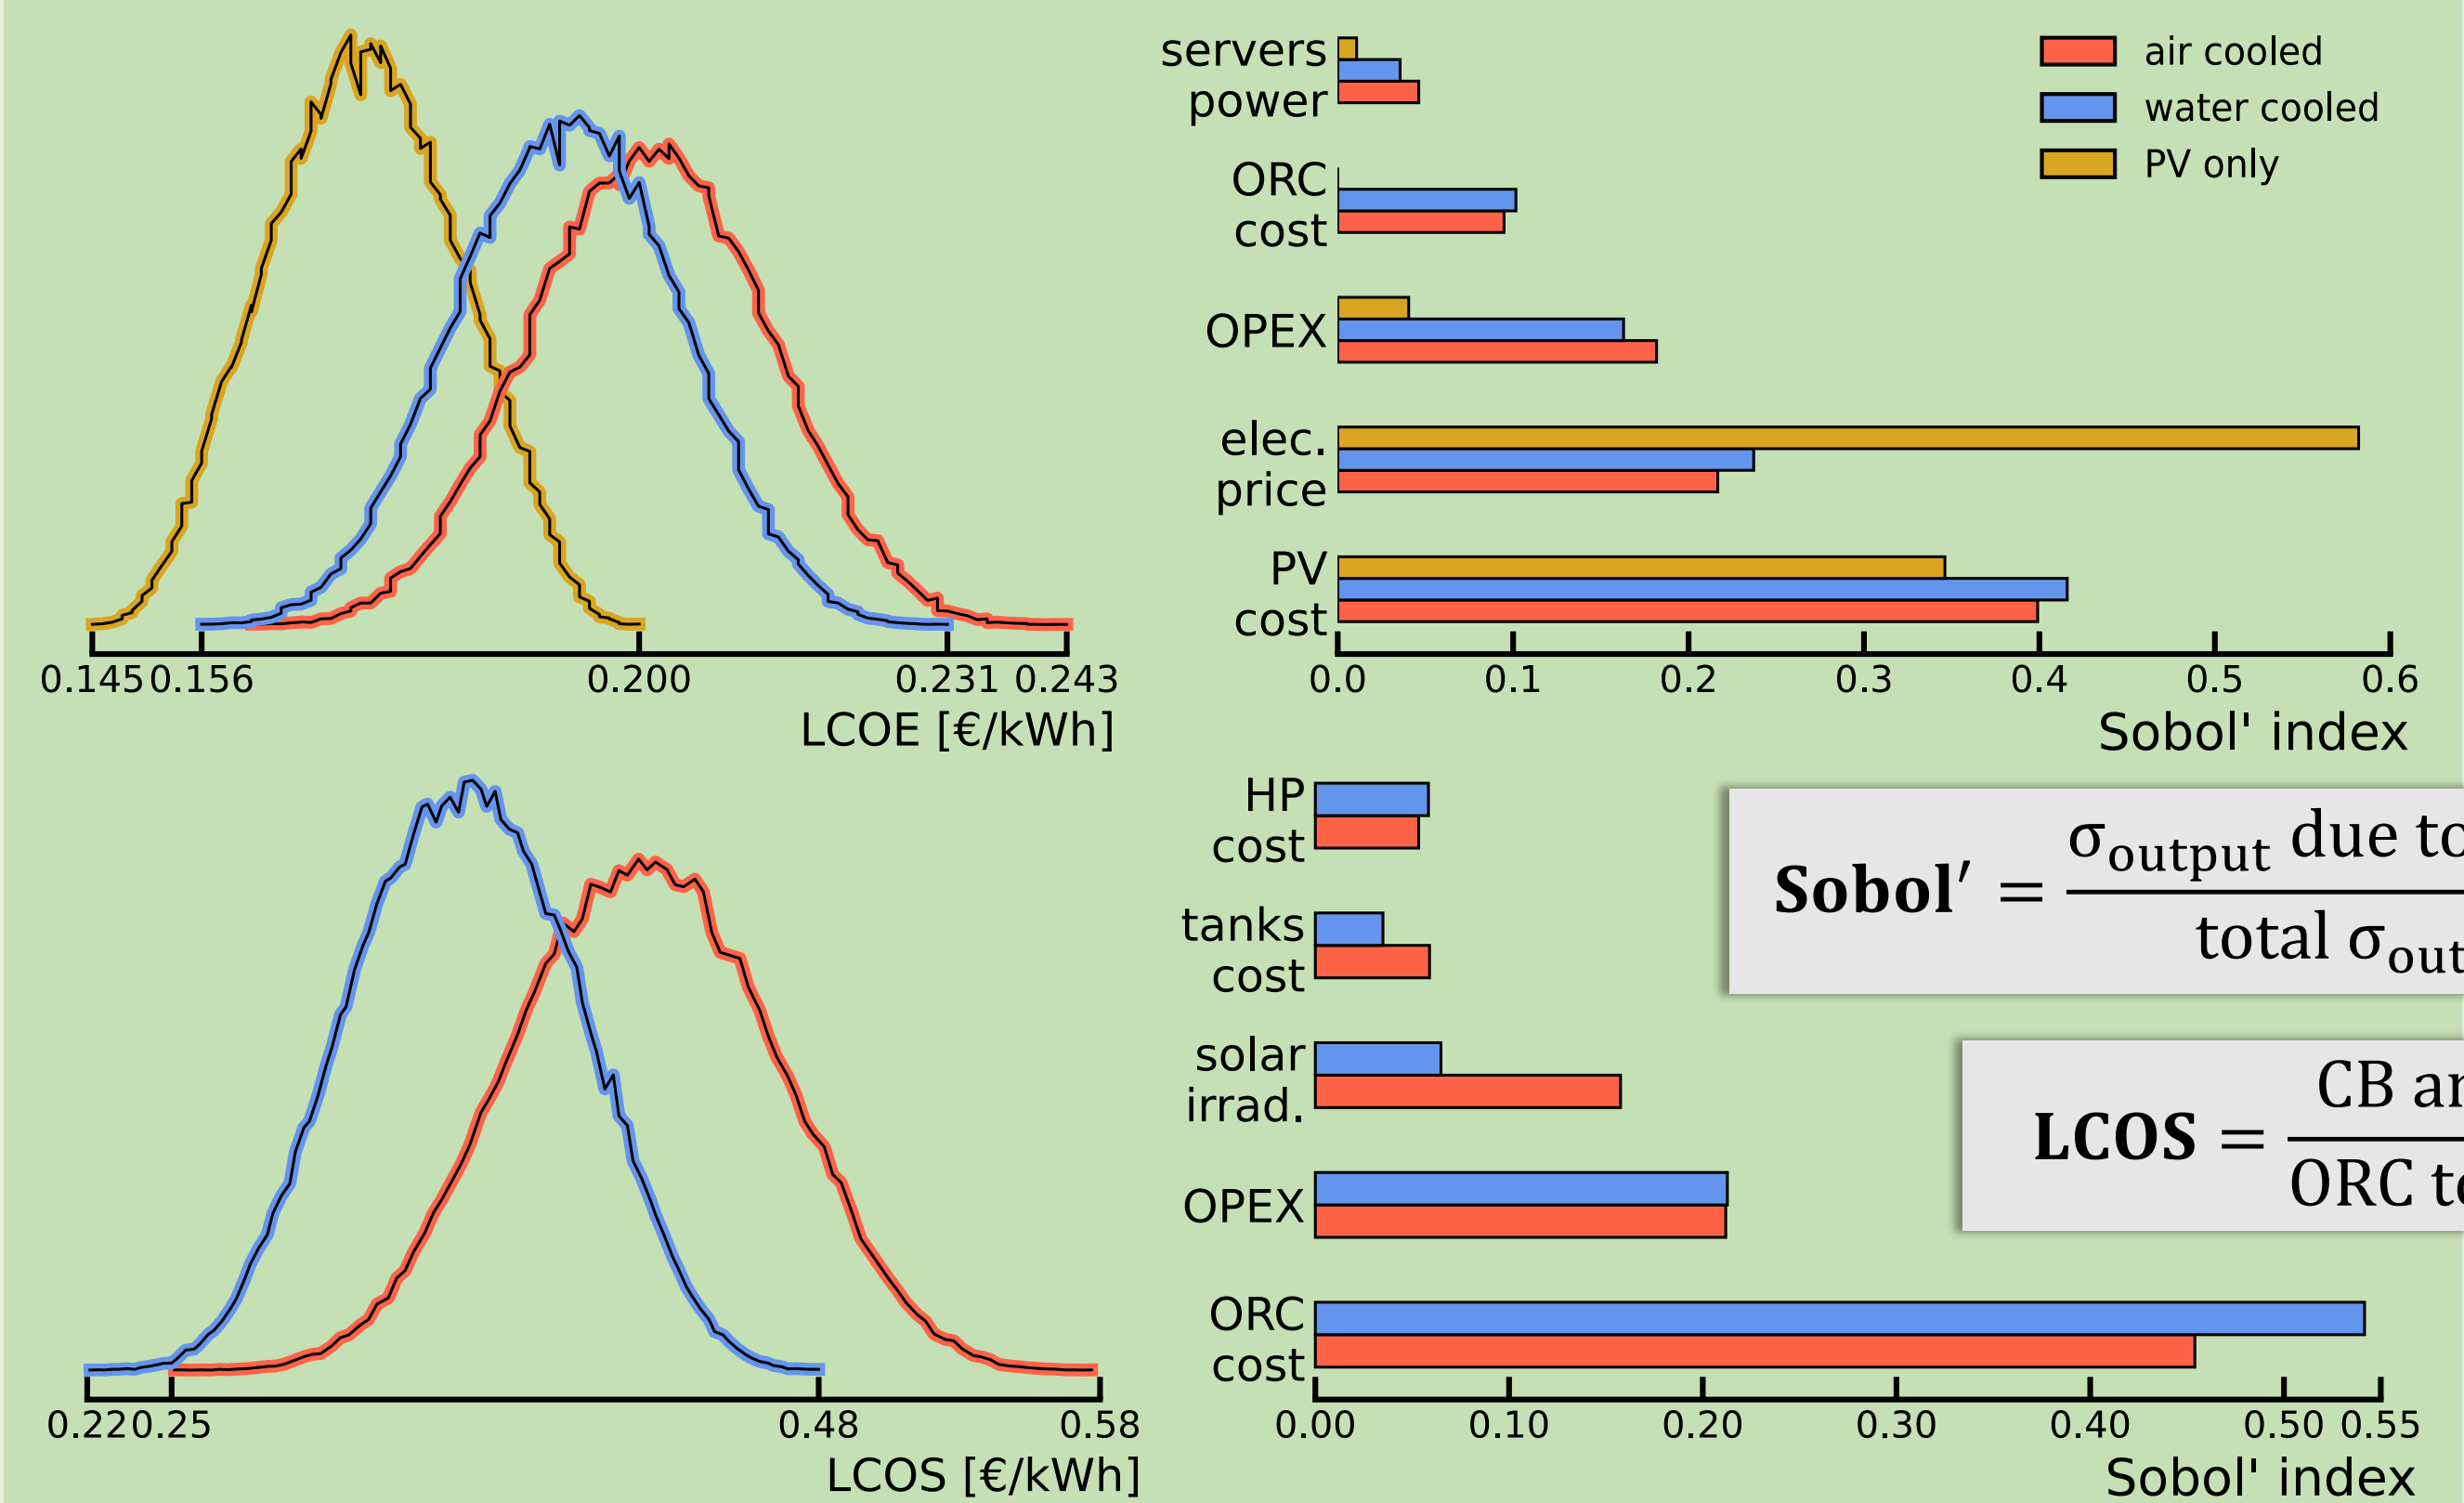 servers
power
ORC
cost
OPEX
elec.
price
PV
cost
air cooled
water cooled
PV only
0.145 0.156 0.200 0.231 0.243
LCOE [€/kWh]
0.0 0.1 0.2 0.3 0.4 0.5 0.6
Sobol' index
HP
cost
tanks
cost
solar
irrad.
OPEX
ORC
cost
σoutput due to
Sobol′ =
total σout
CB an
LCOS =
ORC to
0.22 0.25 0.48 0.58
LCOS [€/kWh]
0.00 0.10 0.20 0.30 0.40 0.50 0.55
Sobol' index